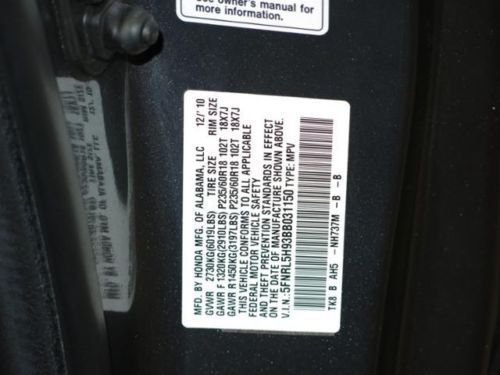 See owner's manual for
more information.
MFD. BY HONDA MFG. OF ALABAMA, LLC 12/'10
GVWR 2730KG(6019LBS) TIRE SIZE RIM SIZE
GAWR F 1320KG(2910LBS) P235/60R18 102T 18X7J
GAWR R 1450KG(3197LBS) P235/60R18 102T 18X7J
THIS VEHICLE CONFORMS TO ALL APPLICABLE
FEDERAL MOTOR VEHICLE SAFETY
AND THEFT PREVENTION STANDARDS IN EFFECT
ON THE DATE OF MANUFACTURE SHOWN ABOVE.
V.I.N.: 5FNRL5H93BB031150 TYPE: MPV
TK8 B AH5 - NH737M - B - B